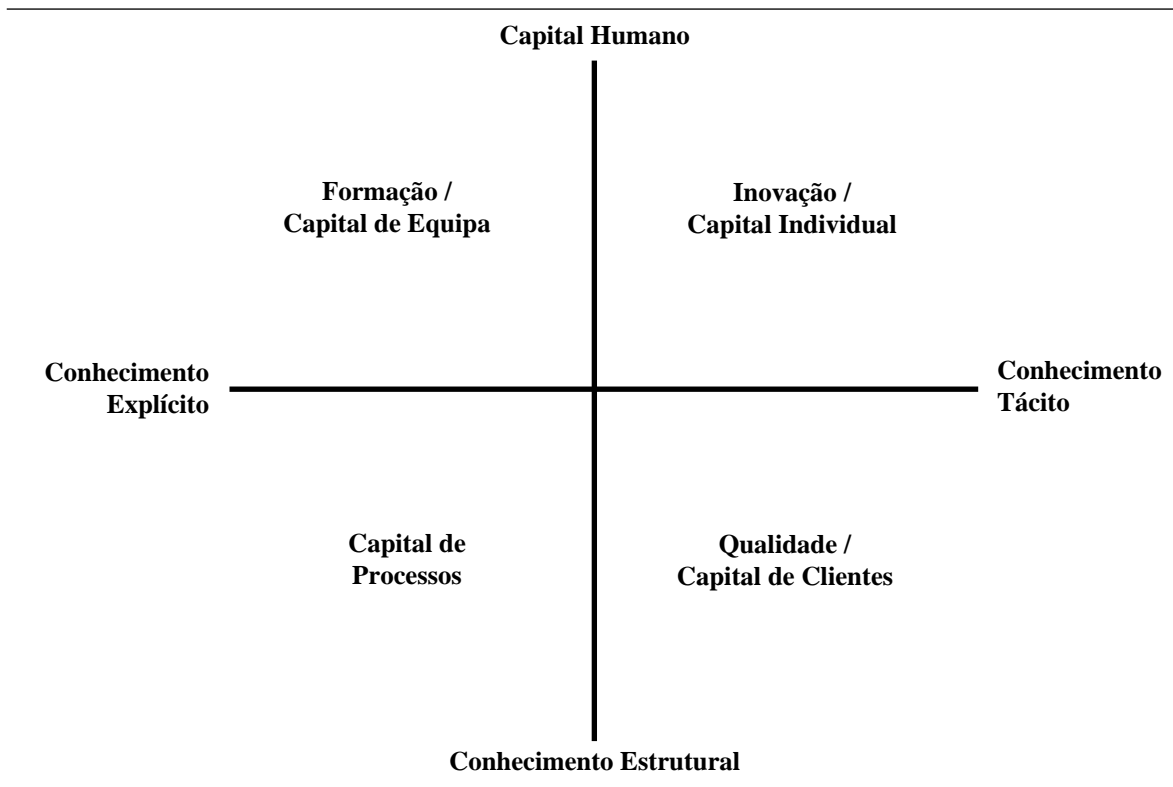 Capital Humano
Formação /
Capital de Equipa
Inovação /
Capital Individual
Conhecimento
Explícito
Conhecimento
Tácito
Capital de
Processos
Qualidade /
Capital de Clientes
Conhecimento Estrutural